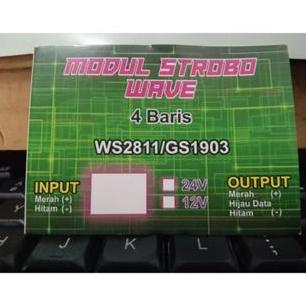 MODUL STROBO
WAVE
4 Baris
WS2811/GS1903
INPUT
Merah (+)
Hitam (-)
24V
12V
OUTPUT
Merah (+)
Hijau Data
Hitam (-)
H
J
K
L